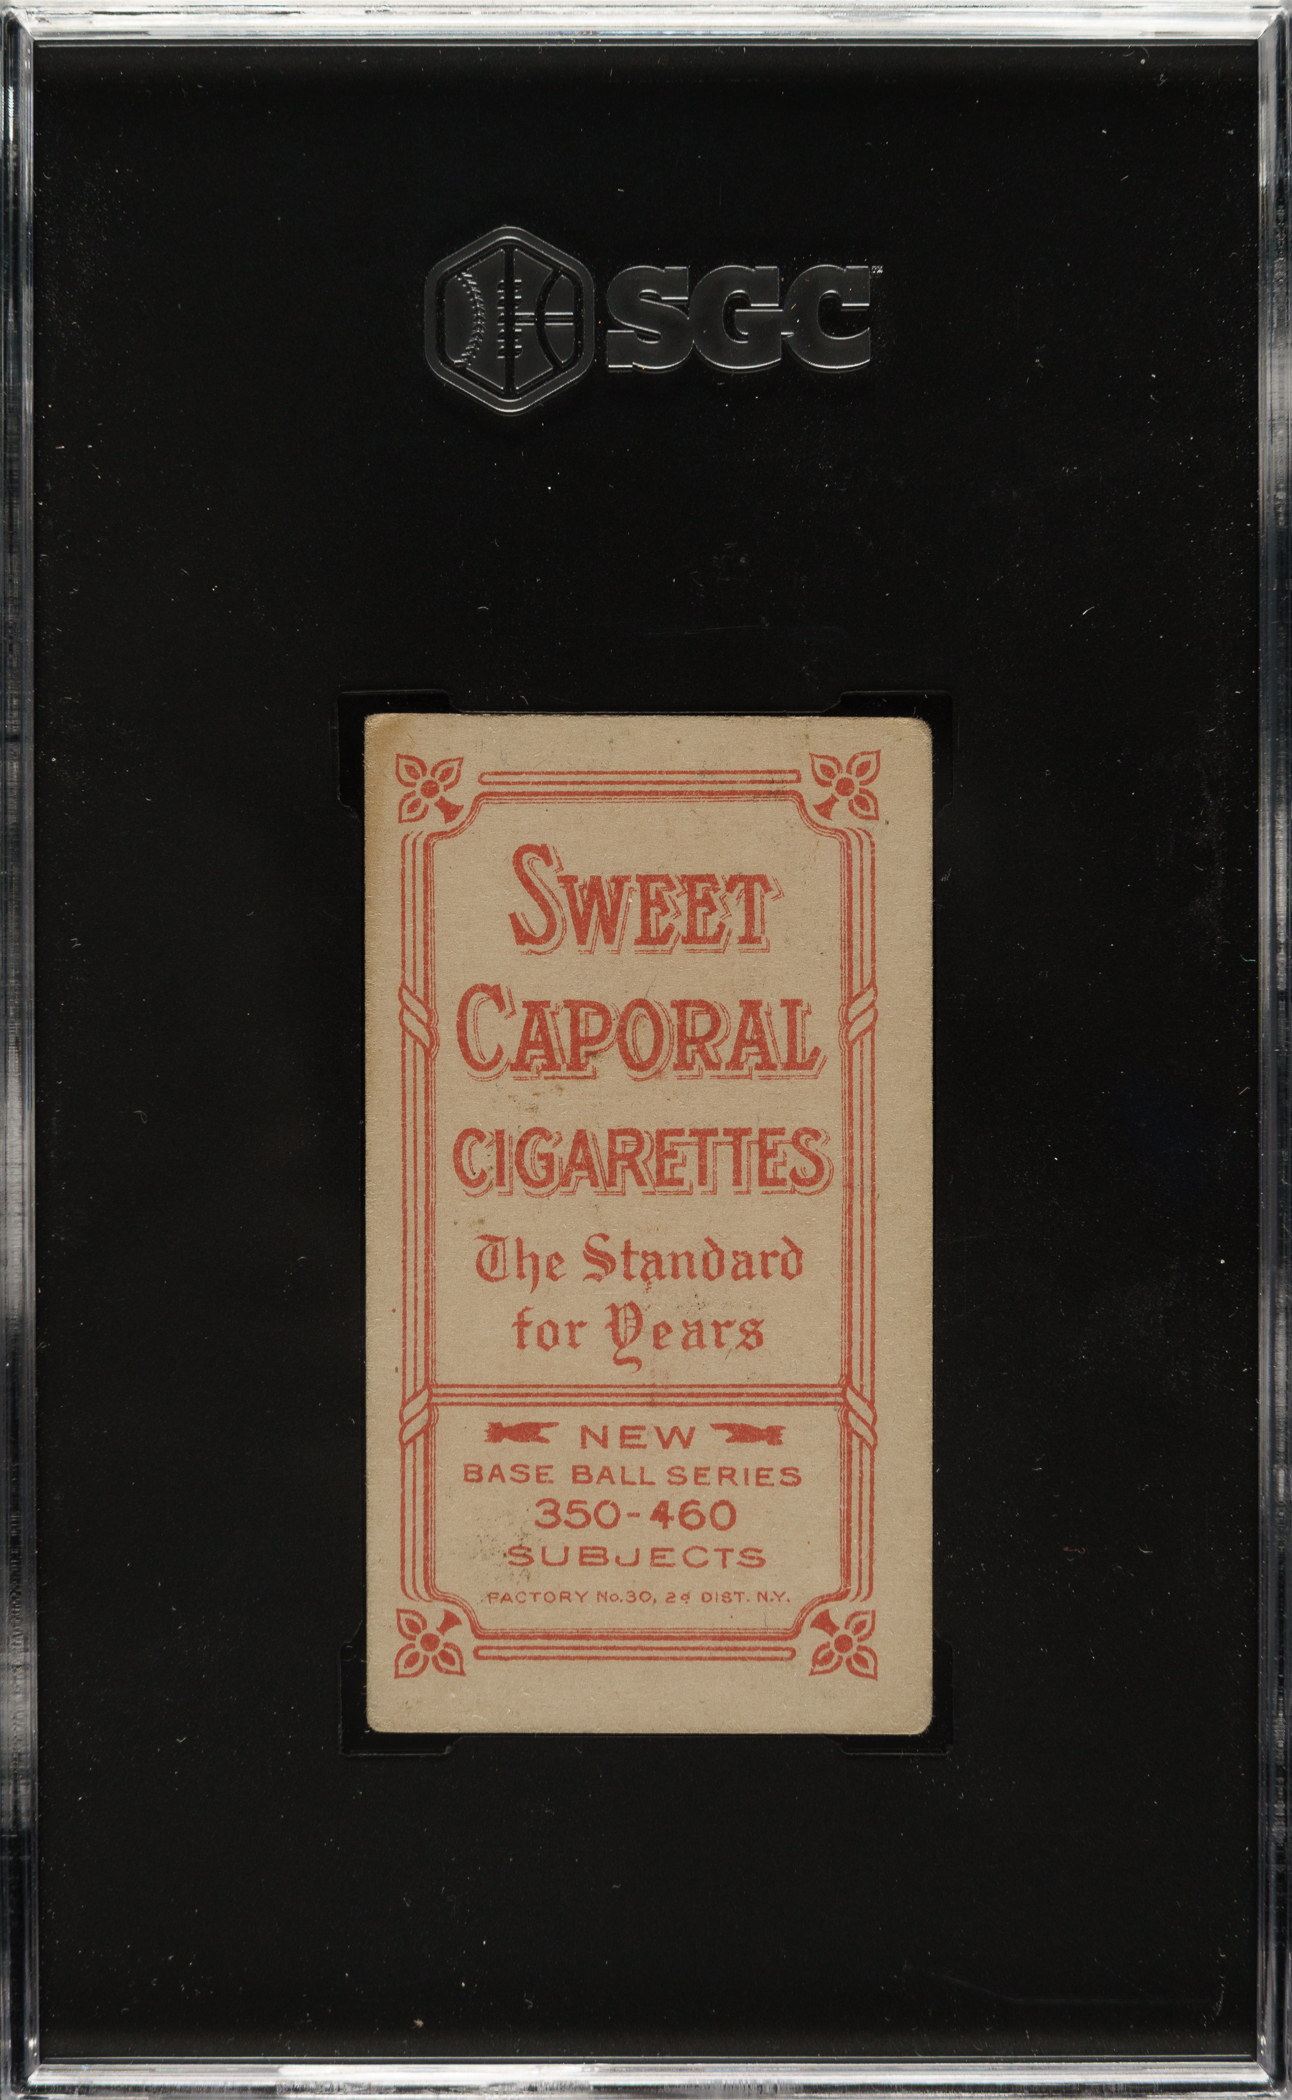 SGC
SWEET
CAPORAL
CIGARETTES
The Standard
for Years
NEW
BASE BALL SERIES
350-460
SUBJECTS
FACTORY No. 30, 2d DIST. N.Y.